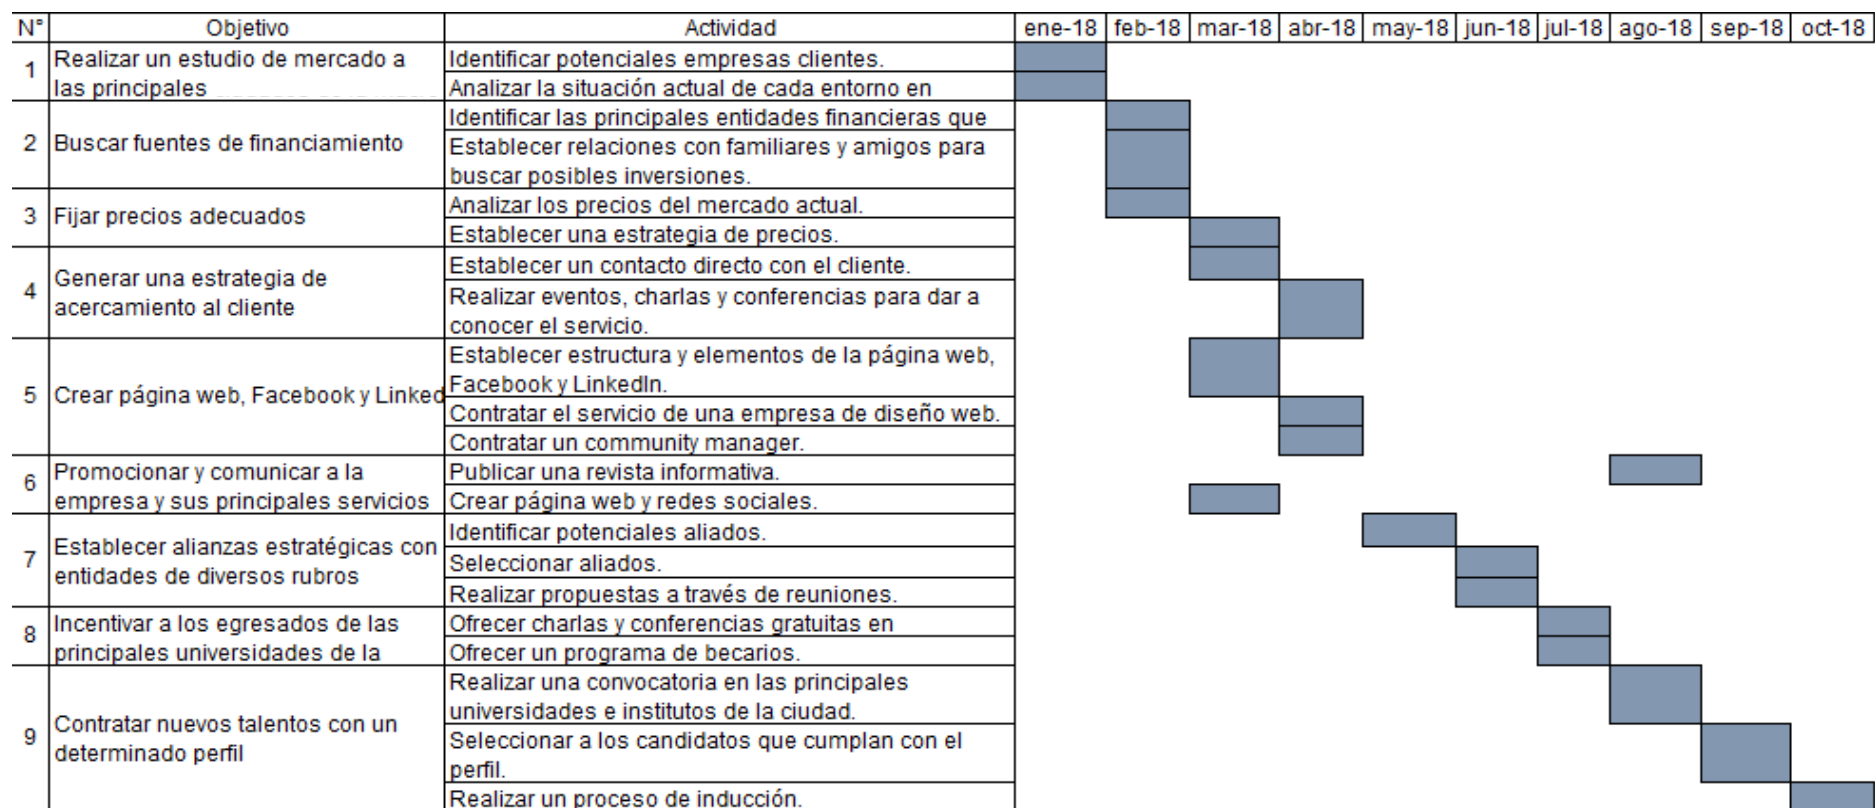 N° Objetivo Actividad ene-18 feb-18 mar-18 abr-18 may-18 jun-18 jul-18 ago-18 sep-18 oct-18
1 Realizar un estudio de mercado a
las principales
Identificar potenciales empresas clientes.
Analizar la situación actual de cada entorno en
2 Buscar fuentes de financiamiento
Identificar las principales entidades financieras que
Establecer relaciones con familiares y amigos para
buscar posibles inversiones.
3 Fijar precios adecuados
Analizar los precios del mercado actual.
Establecer una estrategia de precios.
4 Generar una estrategia de
acercamiento al cliente
Establecer un contacto directo con el cliente.
Realizar eventos, charlas y conferencias para dar a
conocer el servicio.
5 Crear página web, Facebook y Linked
Establecer estructura y elementos de la página web,
Facebook y LinkedIn.
Contratar el servicio de una empresa de diseño web.
Contratar un community manager.
6 Promocionar y comunicar a la
empresa y sus principales servicios
Publicar una revista informativa.
Crear página web y redes sociales.
7 Establecer alianzas estratégicas con
entidades de diversos rubros
Identificar potenciales aliados.
Seleccionar aliados.
Realizar propuestas a través de reuniones.
8 Incentivar a los egresados de las
principales universidades de la
Ofrecer charlas y conferencias gratuitas en
Ofrecer un programa de becarios.
9 Contratar nuevos talentos con un
determinado perfil
Realizar una convocatoria en las principales
universidades e institutos de la ciudad.
Seleccionar a los candidatos que cumplan con el
perfil.
Realizar un proceso de inducción.